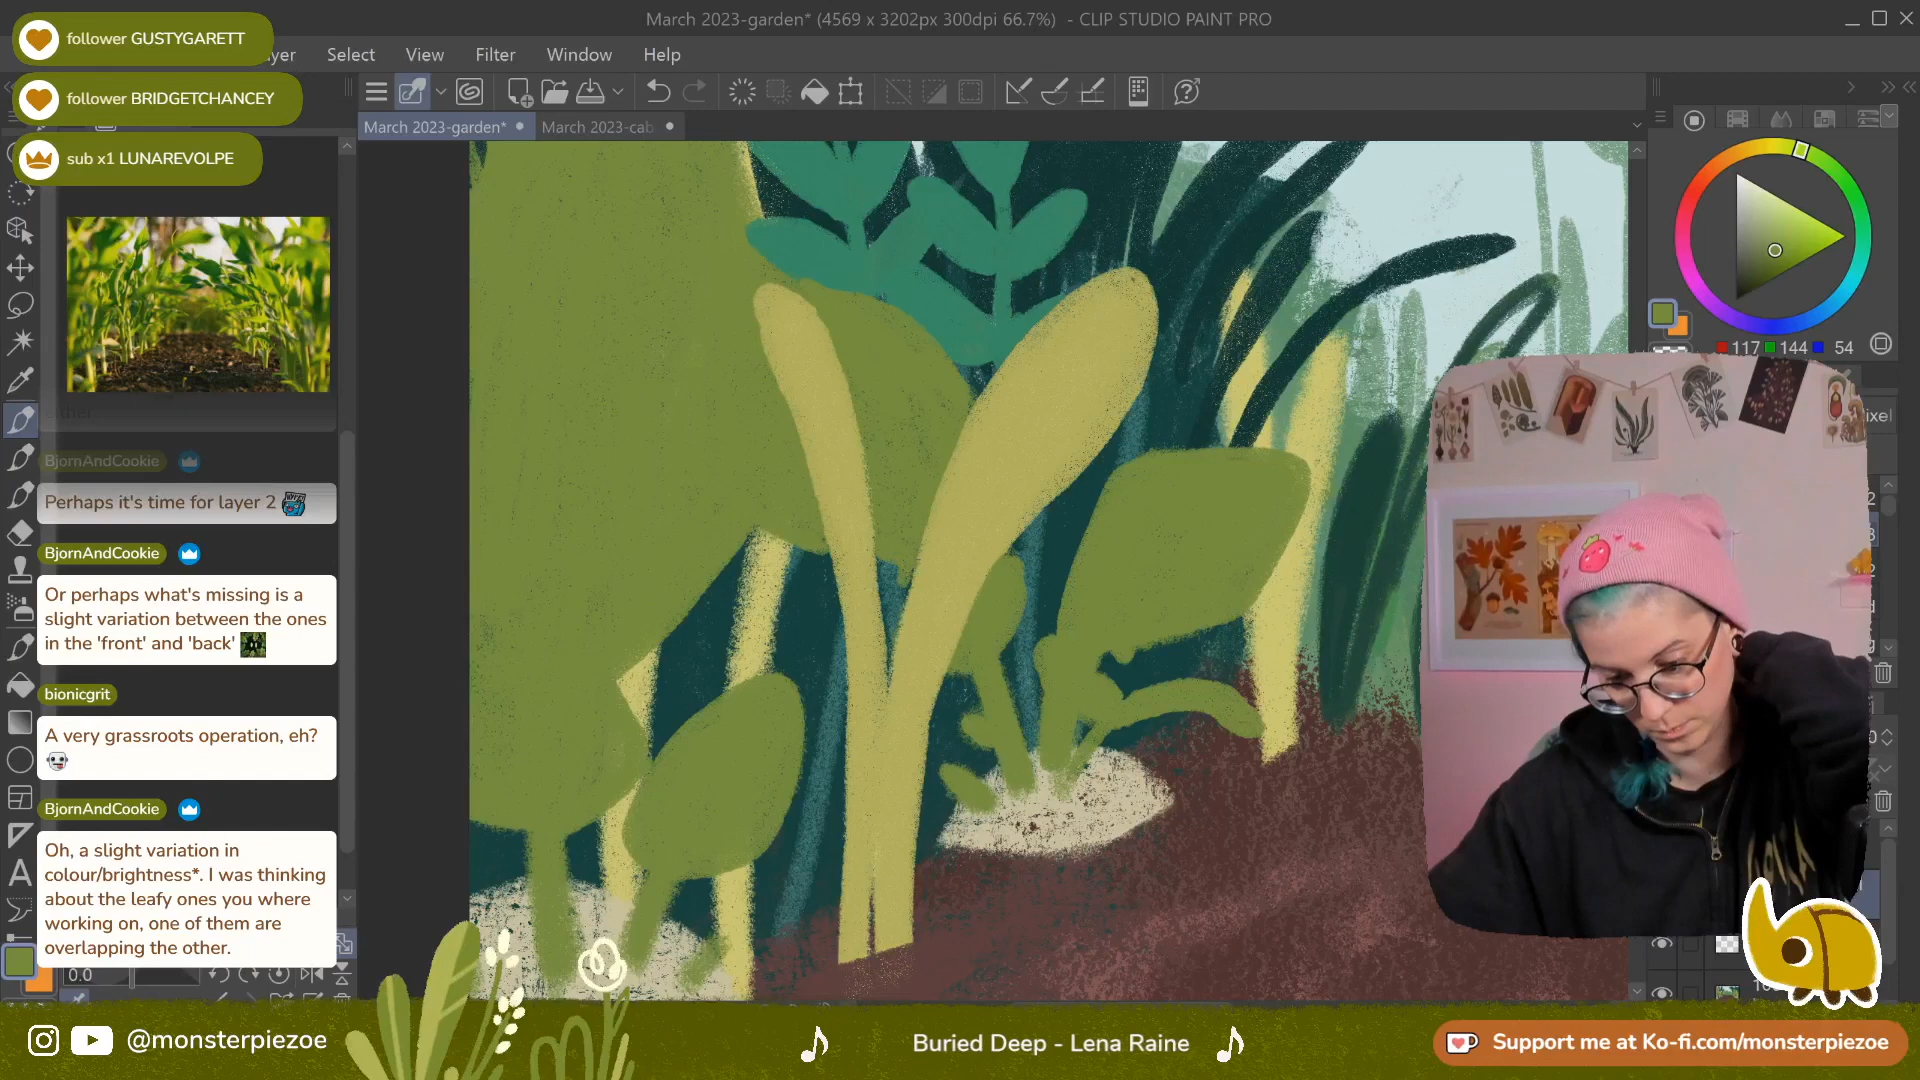 March 2023-garden* (4569 x 3202px 300dpi 66.7%) - CLIP STUDIO PAINT PRO
follower GUSTYGARETT
Select View Filter Window Help
follower BRIDGETCHANCEY
March 2023-garden* March 2023-cab
sub x1 LUNAREVOLPE
117 144 54
BjornAndCookie
Perhaps it's time for layer 2
BjornAndCookie
Or perhaps what's missing is a
slight variation between the ones
in the 'front' and 'back'
bionicgrit
A very grassroots operation, eh?
BjornAndCookie
Oh, a slight variation in
colour/brightness*. I was thinking
about the leafy ones you where
working on, one of them are
overlapping the other.
0.0
@monsterpiezoe
Buried Deep - Lena Raine
Support me at Ko-fi.com/monsterpiezoe